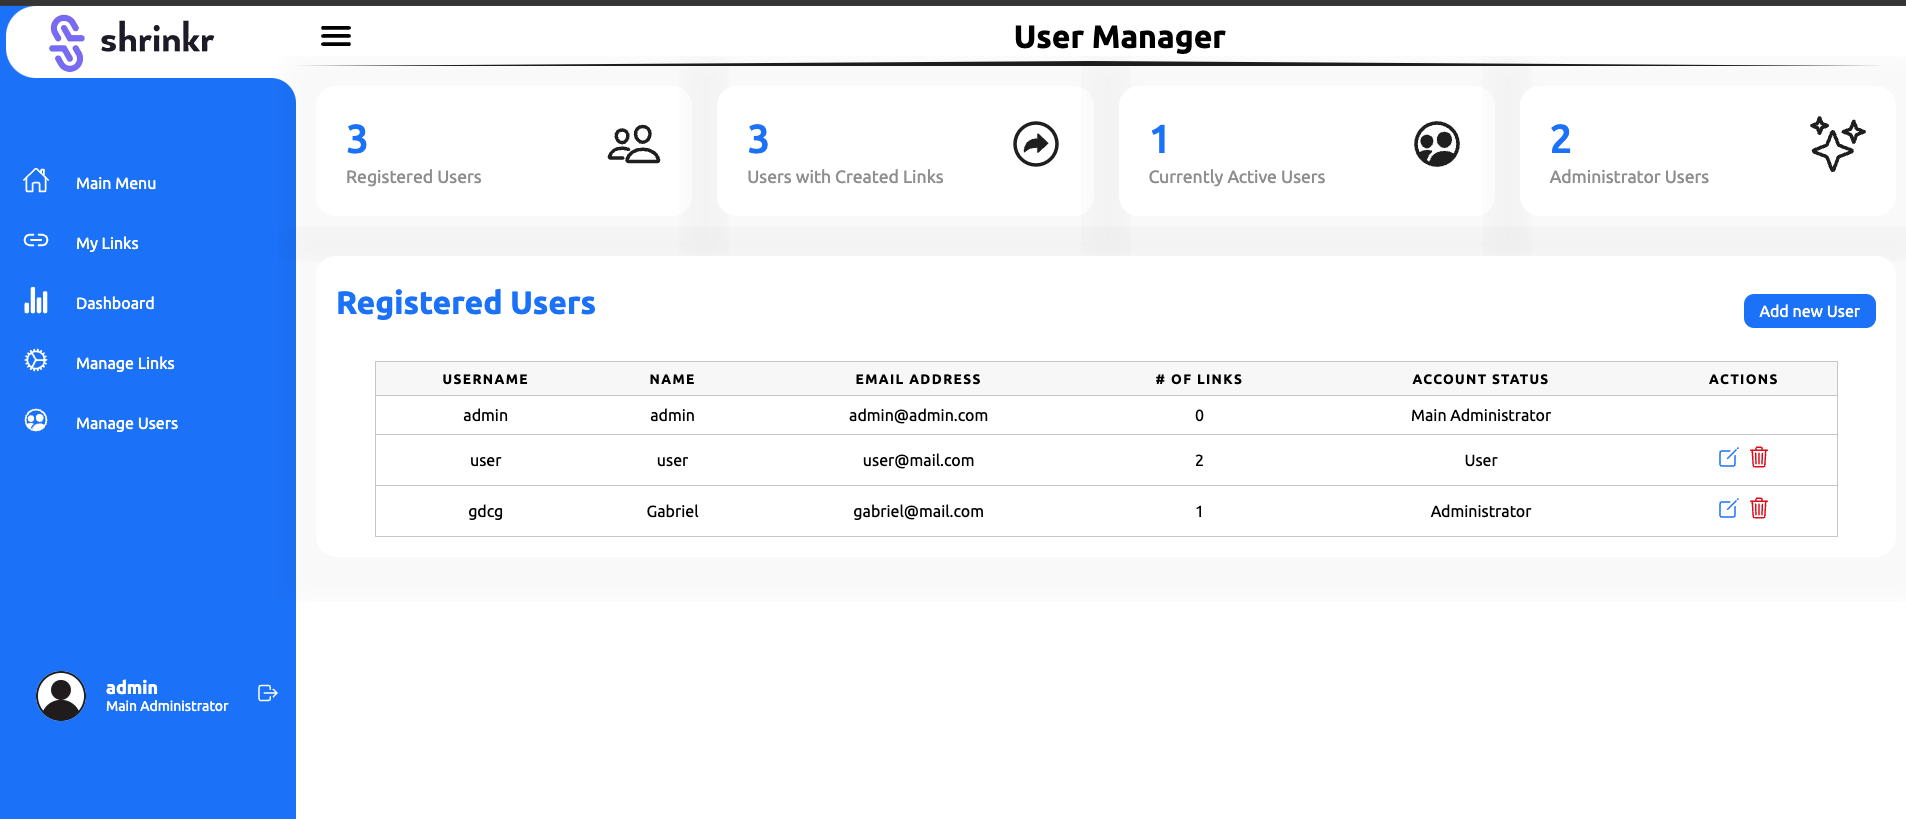 shrinkr
User Manager
3
Registered Users
3
Users with Created Links
1
Currently Active Users
2
Administrator Users
Main Menu
My Links
Dashboard
Manage Links
Manage Users
admin
Main Administrator
Registered Users
Add new User
USERNAME NAME EMAIL ADDRESS # OF LINKS ACCOUNT STATUS ACTIONS
admin admin admin@admin.com 0 Main Administrator
user user user@mail.com 2 User
gdcg Gabriel gabriel@mail.com 1 Administrator